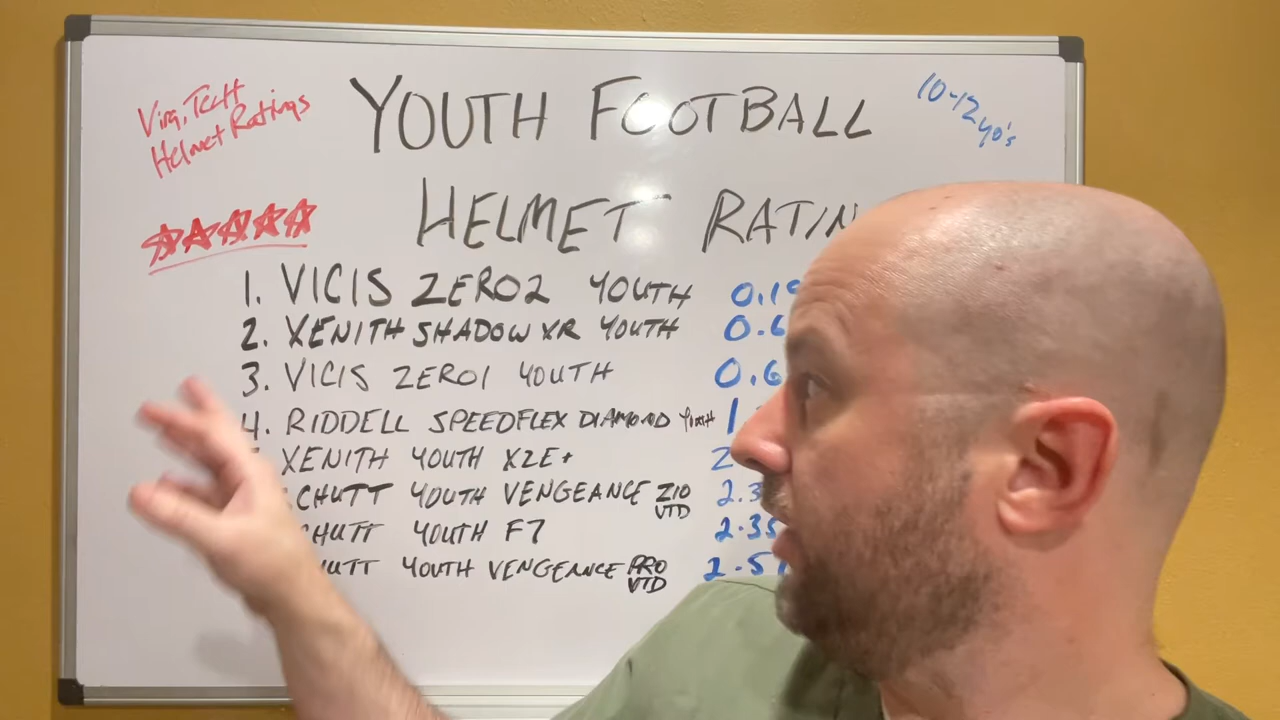 Virg. Tech
Helmet Ratings
YOUTH FOOTBALL
10-12 yo's
HELMET
1. VICIS ZERO2 YOUTH
2. XENITH SHADOW XR YOUTH
3. VICIS ZERO1 YOUTH
4. RIDDELL SPEEDFLEX DIAMOND YOUTH
XENITH YOUTH X2E+
YOUTH VENGEANCE Z10 VTD
YOUTH F7 2.35
YOUTH VENGEANCE PRO VTD